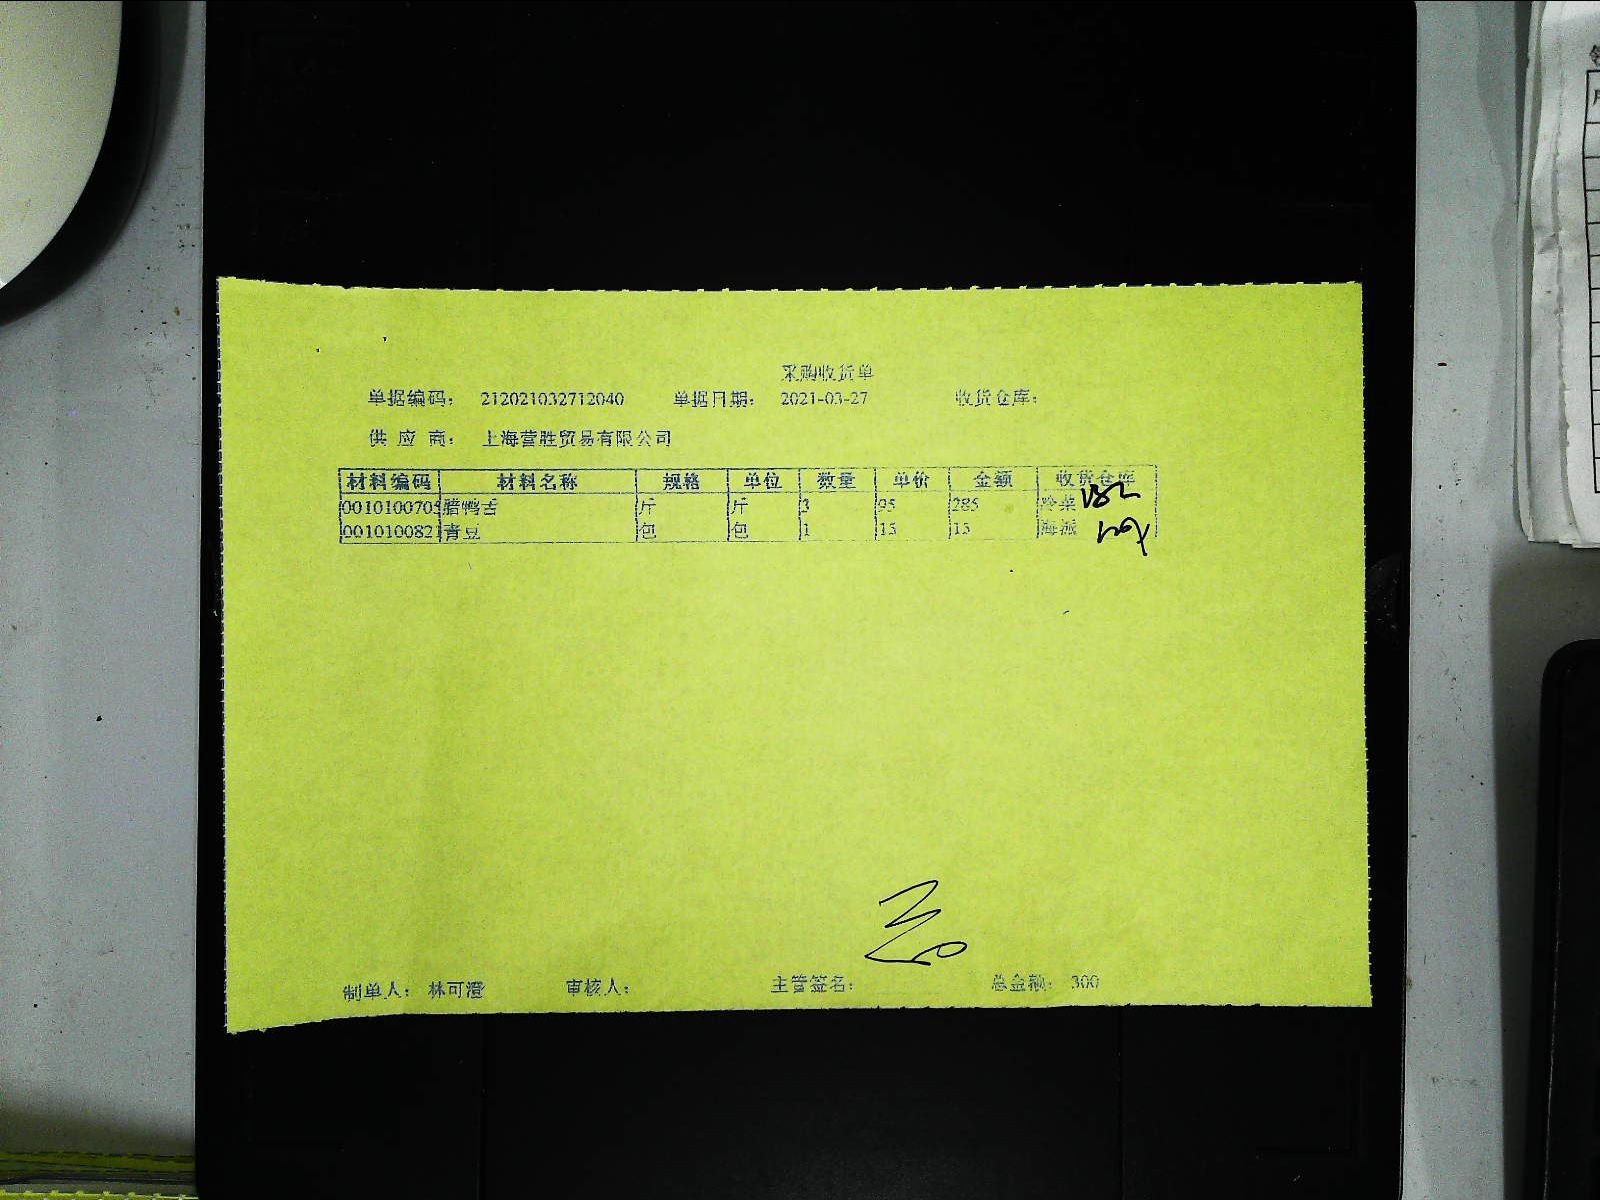 采购收货单
单据编码： 212021032712040 单据日期： 2021-03-27 收货仓库：
供 应 商： 上海营胜贸易有限公司
材料编码 材料名称 规格 单位 数量 单价 金额 收货仓库
0010100705 腊鸭舌 斤 斤 3 95 285 冷菜
0010100821 青豆 包 包 1 15 15 海派
制单人： 林可澄 审核人： 主管签名： 总金额： 300